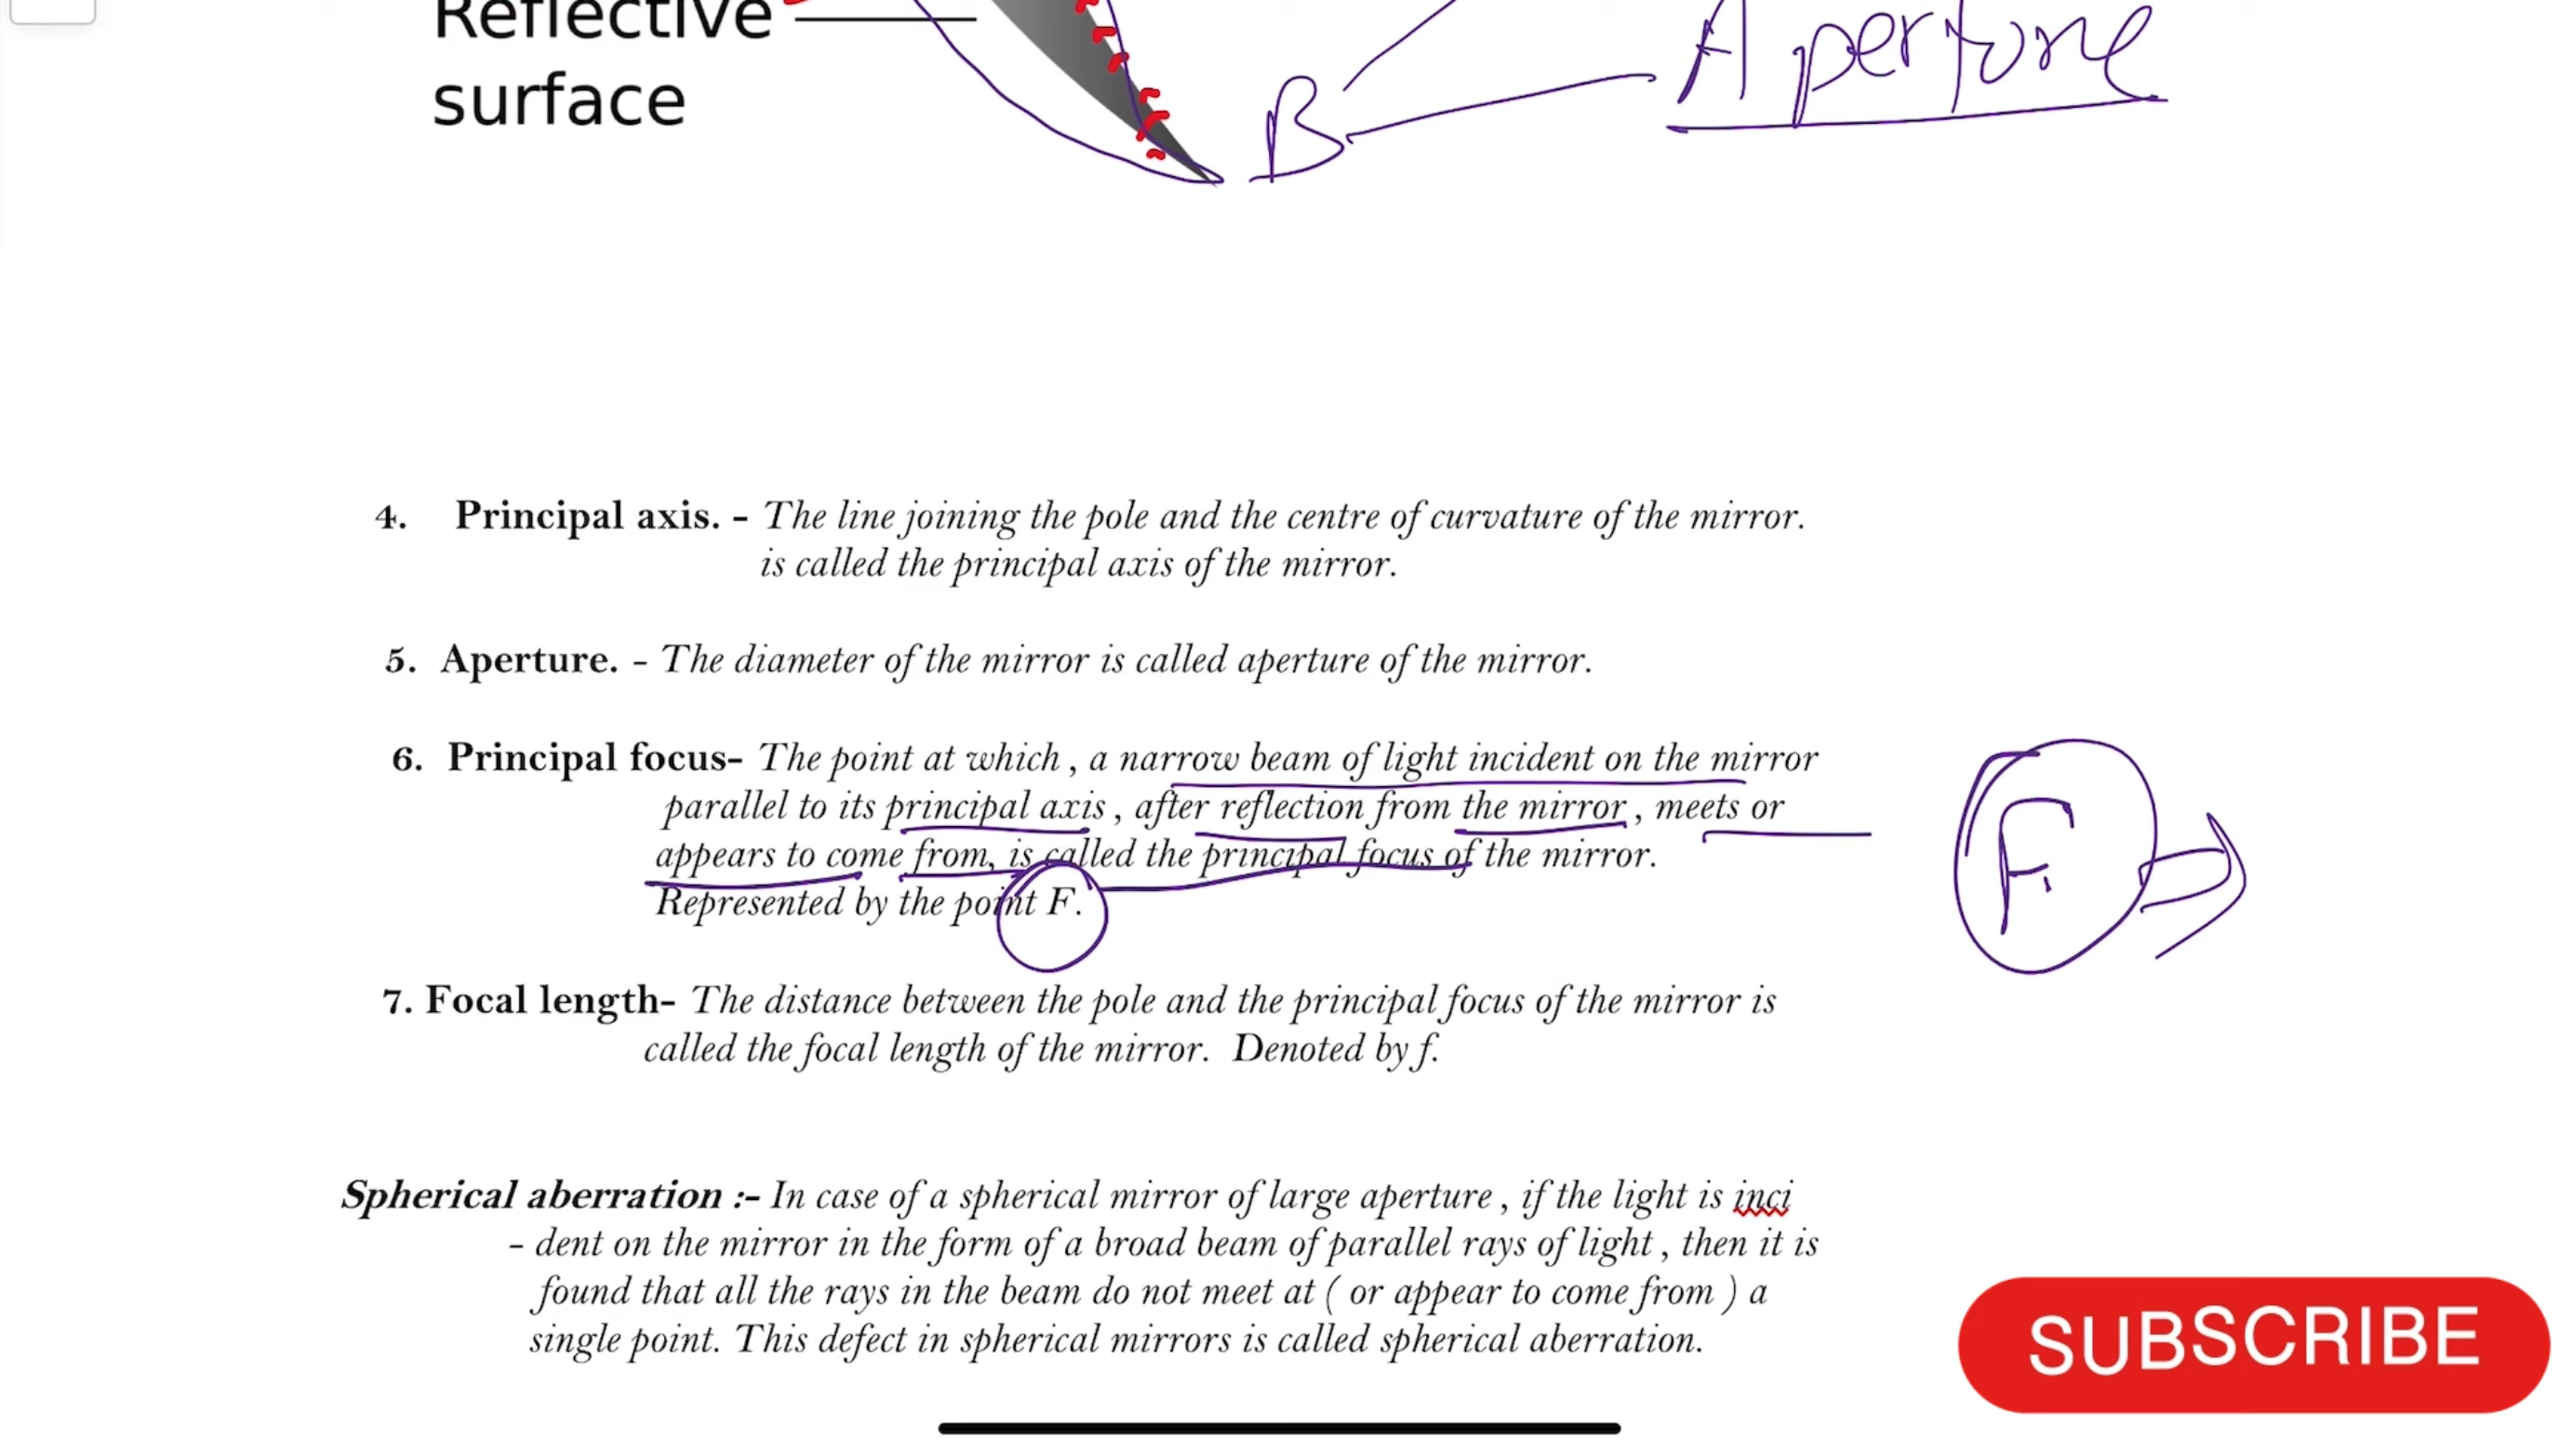 Reflective
surface
B
Aperture
4. Principal axis. - The line joining the pole and the centre of curvature of the mirror.
is called the principal axis of the mirror.
5. Aperture. - The diameter of the mirror is called aperture of the mirror.
6. Principal focus- The point at which , a narrow beam of light incident on the mirror
parallel to its principal axis , after reflection from the mirror , meets or
appears to come from, is called the principal focus of the mirror.
Represented by the point F.
F
7. Focal length- The distance between the pole and the principal focus of the mirror is
called the focal length of the mirror. Denoted by f.
Spherical aberration :- In case of a spherical mirror of large aperture , if the light is inci
- dent on the mirror in the form of a broad beam of parallel rays of light , then it is
found that all the rays in the beam do not meet at ( or appear to come from ) a
single point. This defect in spherical mirrors is called spherical aberration.
SUBSCRIBE